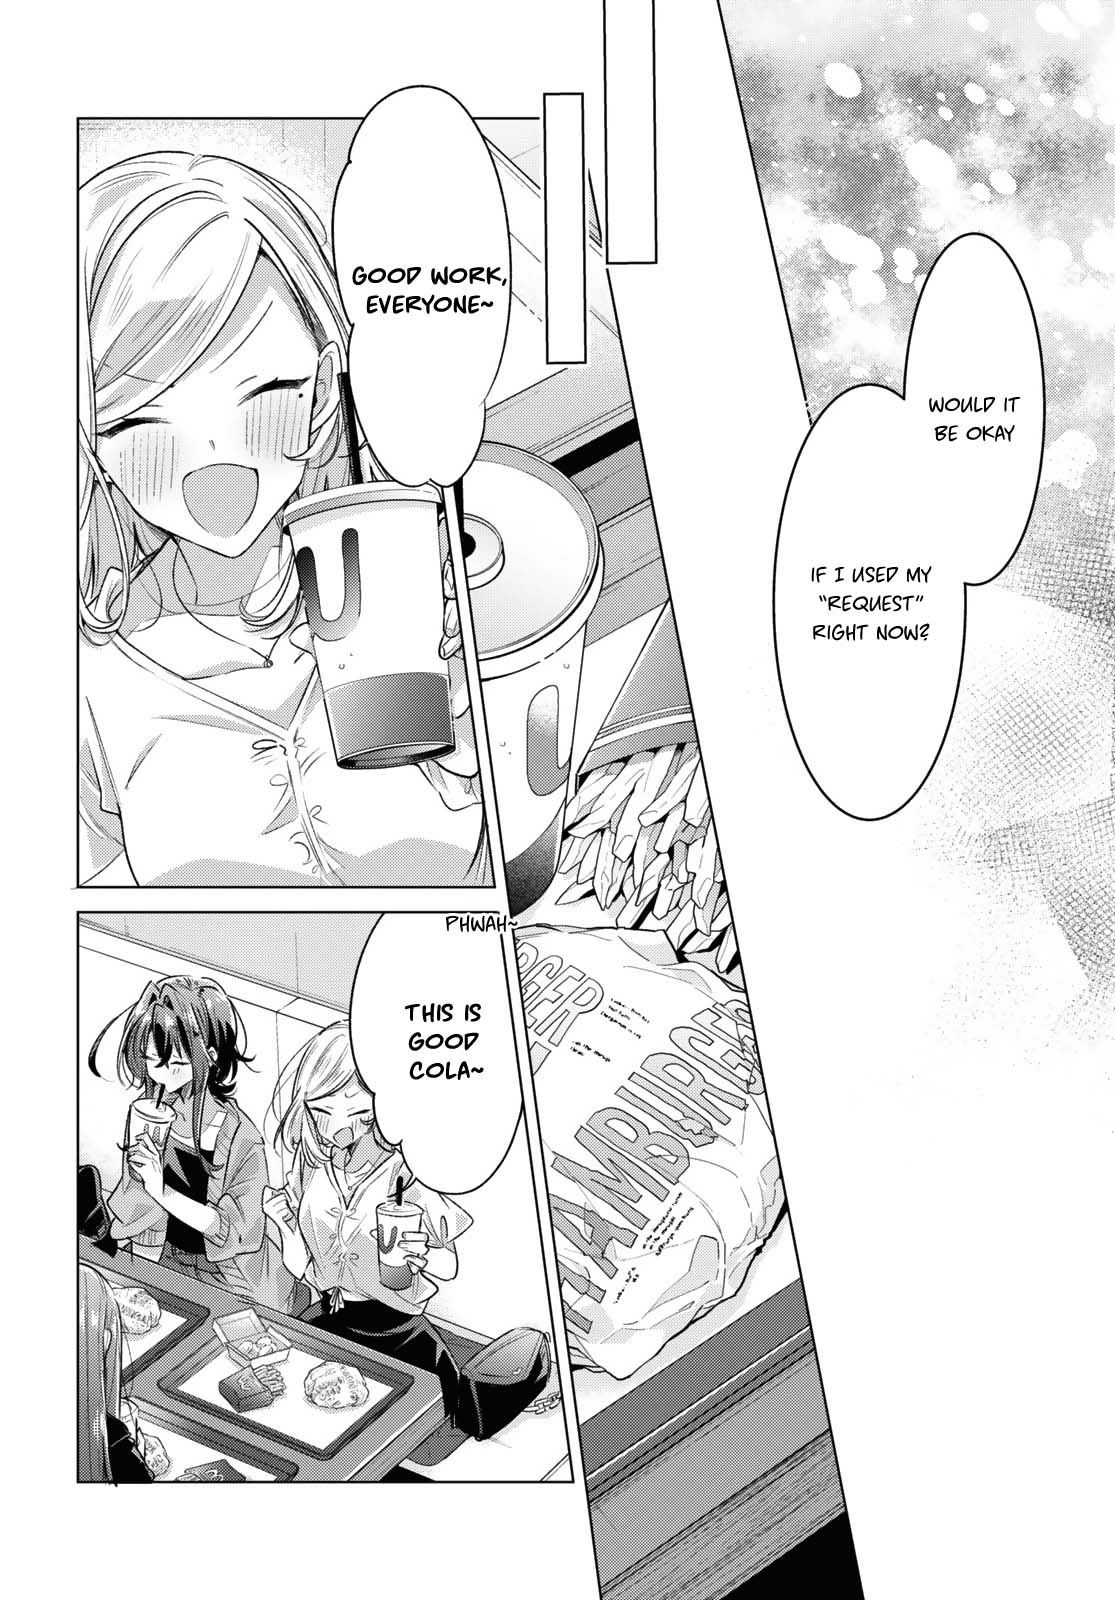 WOULD IT
BE OKAY
IF I USED MY
"REQUEST"
RIGHT NOW?
GOOD WORK,
EVERYONE~
HAMBURGER
PHWAH~
THIS IS
GOOD
COLA~